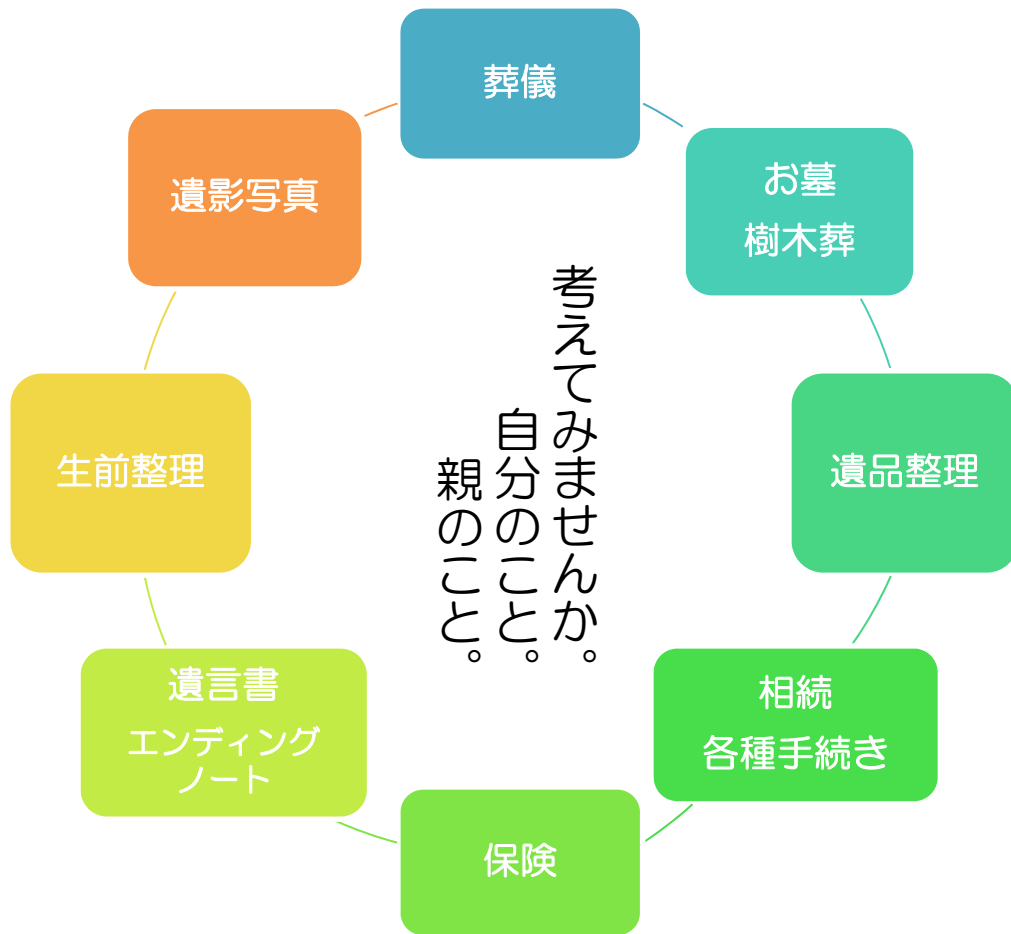 葬儀
お墓
樹木葬
遺品整理
相続
各種手続き
保険
遺言書
エンディング
ノート
生前整理
遺影写真
考えてみませんか。
自分のこと。
親のこと。